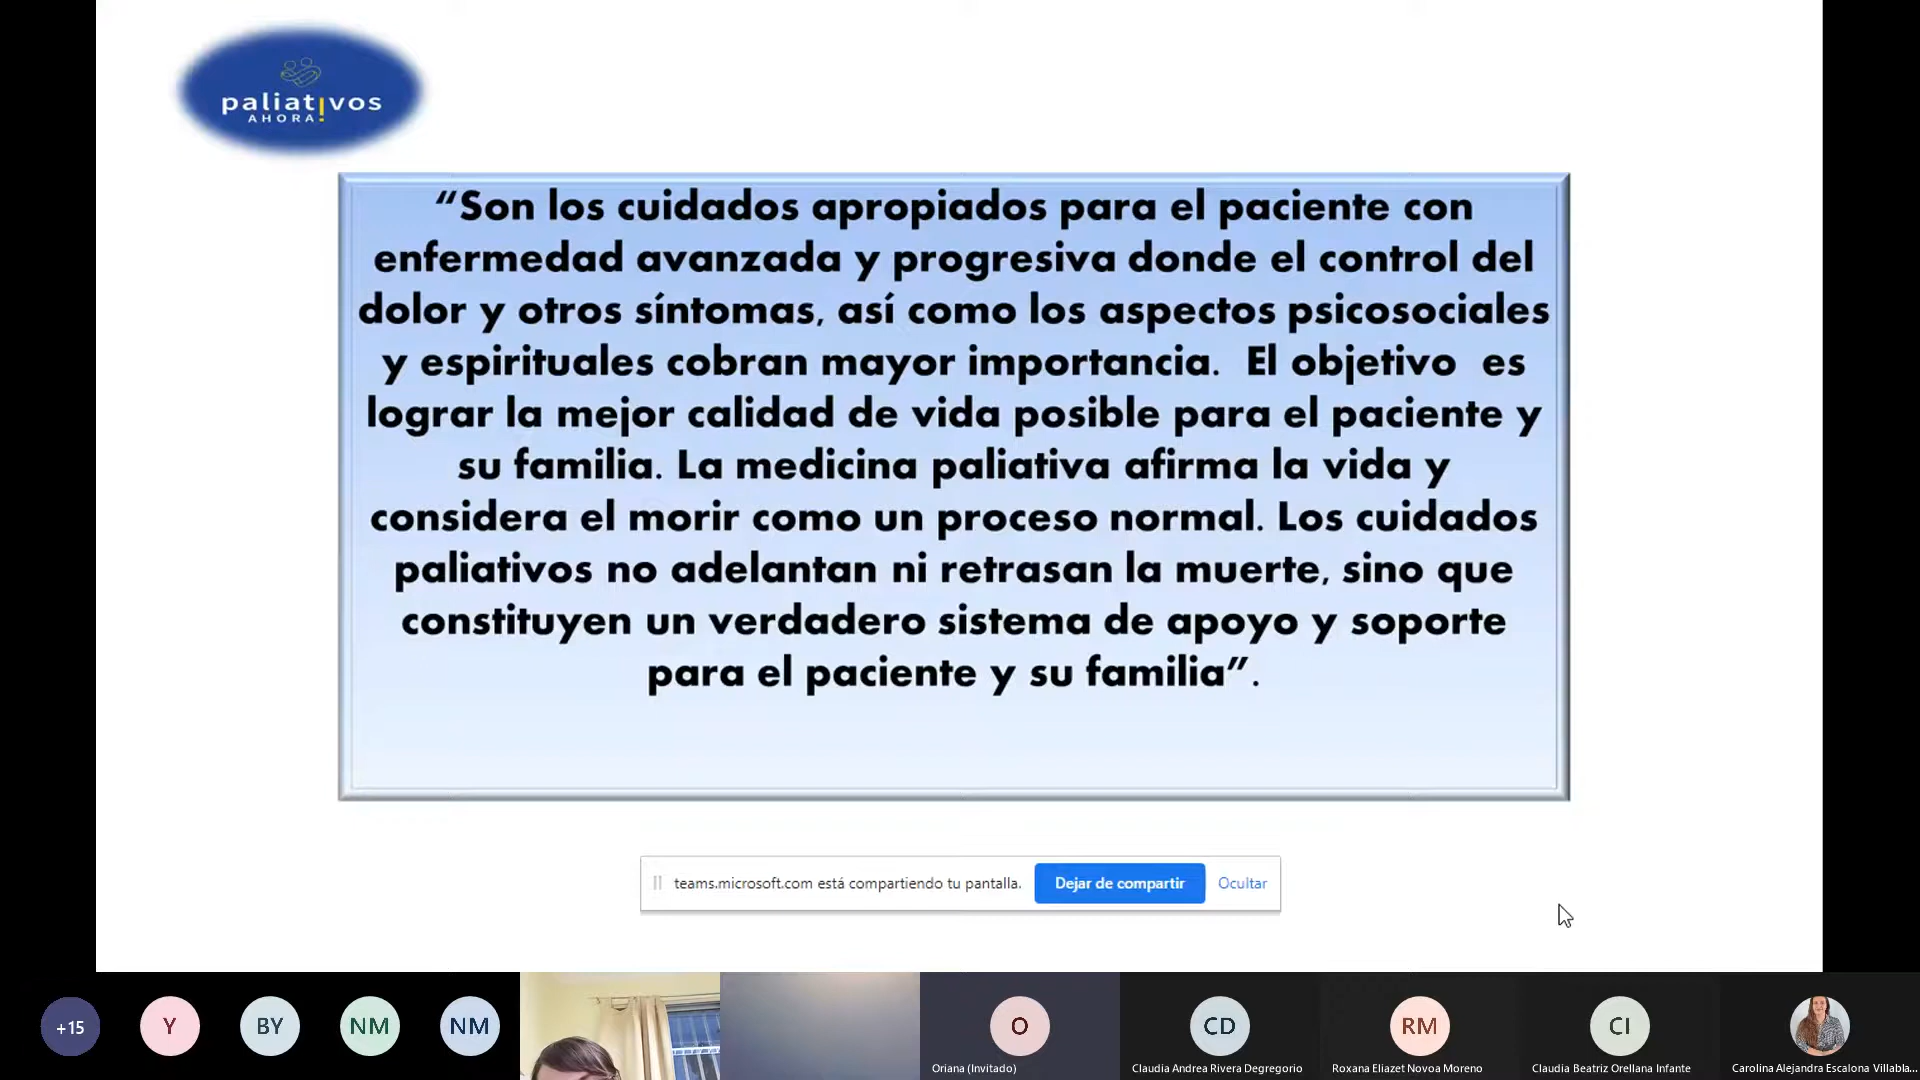 paliat!vos
AHORA
“Son los cuidados apropiados para el paciente con
enfermedad avanzada y progresiva donde el control del
dolor y otros síntomas, así como los aspectos psicosociales
y espirituales cobran mayor importancia. El objetivo es
lograr la mejor calidad de vida posible para el paciente y
su familia. La medicina paliativa afirma la vida y
considera el morir como un proceso normal. Los cuidados
paliativos no adelantan ni retrasan la muerte, sino que
constituyen un verdadero sistema de apoyo y soporte
para el paciente y su familia”.
teams.microsoft.com está compartiendo tu pantalla. Dejar de compartir Ocultar
+15 Y BY NM NM O CD RM CI
Oriana (Invitado) Claudia Andrea Rivera Degregorio Roxana Eliazet Novoa Moreno Claudia Beatriz Orellana Infante Carolina Alejandra Escalona Villabla...